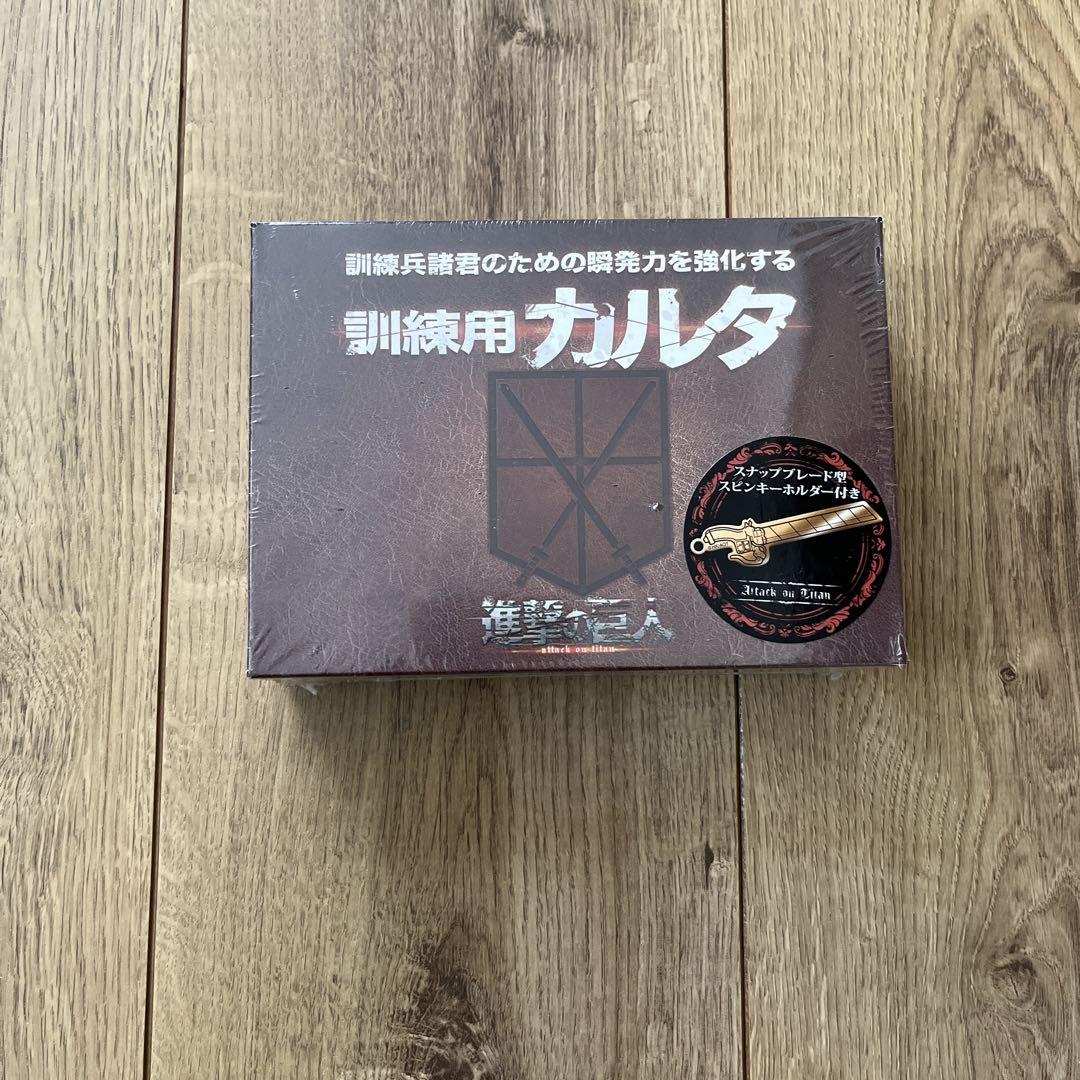 訓練兵諸君のための瞬発力を強化する
訓練用カルタ
スナップブレード型
スピンキーホルダー付き
Attack on Titan
進撃の巨人
attack on titan